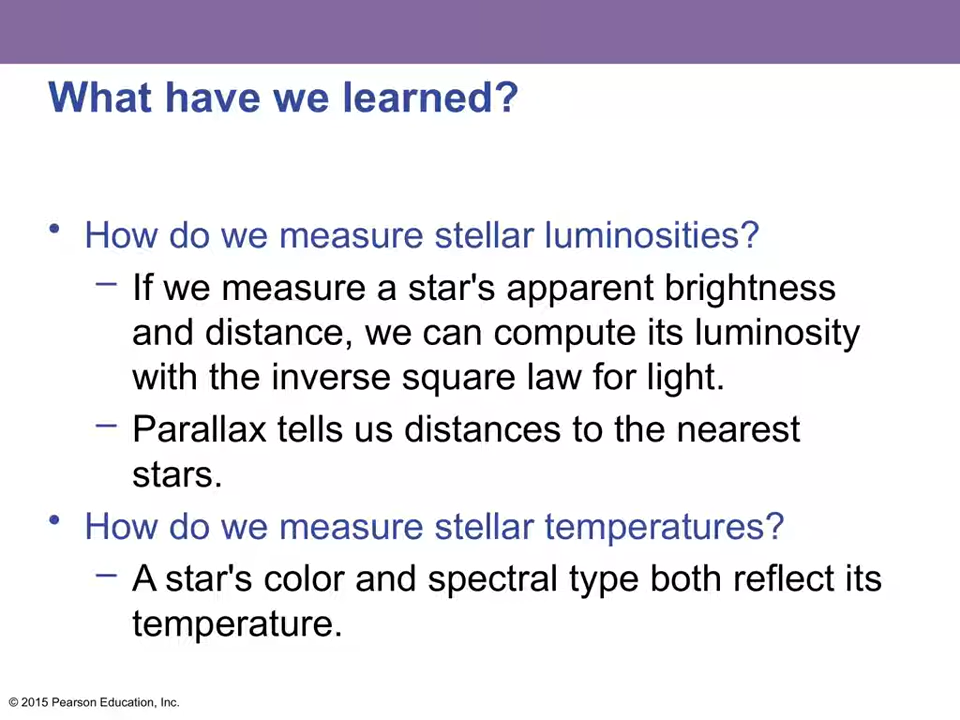 What have we learned?
• How do we measure stellar luminosities?
– If we measure a star's apparent brightness
and distance, we can compute its luminosity
with the inverse square law for light.
– Parallax tells us distances to the nearest
stars.
• How do we measure stellar temperatures?
– A star's color and spectral type both reflect its
temperature.
© 2015 Pearson Education, Inc.